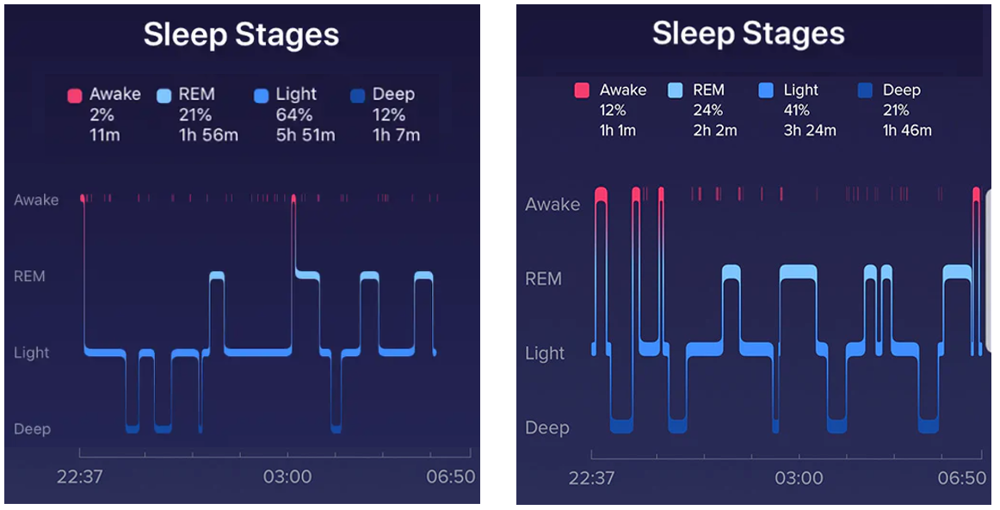 Sleep Stages
Awake REM Light Deep
2% 21% 64% 12%
11m 1h 56m 5h 51m 1h 7m
Awake
REM
Light
Deep
22:37 03:00 06:50
Sleep Stages
Awake REM Light Deep
12% 24% 41% 21%
1h 1m 2h 2m 3h 24m 1h 46m
Awake
REM
Light
Deep
22:37 03:00 06:50